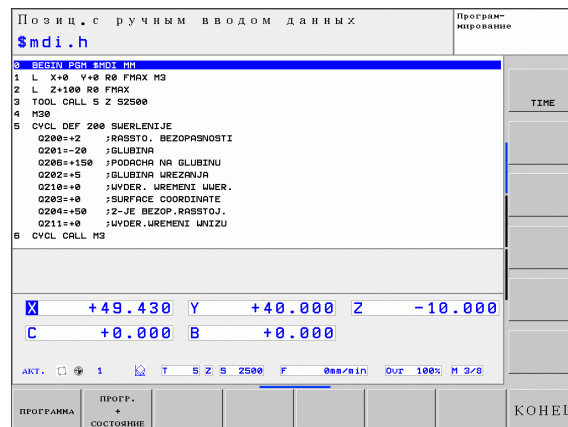 Позиц.с ручным вводом данных
Програм-
мирование
$mdi.h
0 BEGIN PGM $MDI MM
1 L X+0 Y+0 R0 FMAX M3
2 L Z+100 R0 FMAX
3 TOOL CALL 5 Z S2500
4 M30
5 CYCL DEF 200 SWERLENIJE
Q200=+2 ;RASSTO. BEZOPASNOSTI
Q201=-20 ;GLUBINA
Q206=+150 ;PODACHA NA GLUBINU
Q202=+5 ;GLUBINA WREZANJA
Q210=+0 ;WYDER. WREMENI WWER.
Q203=+0 ;SURFACE COORDINATE
Q204=+50 ;2-JE BEZOP.RASSTOJ.
Q211=+0 ;WYDER.WREMENI WNIZU
6 CYCL CALL M3
TIME
X +49.430 Y +40.000 Z -10.000
C +0.000 B +0.000
АКТ. 1 T 5 Z S 2500 F 0mm/min Ovr 100% M 3/8
ПРОГРАММА
ПРОГР.
+
СОСТОЯНИЕ
КОНЕЦ